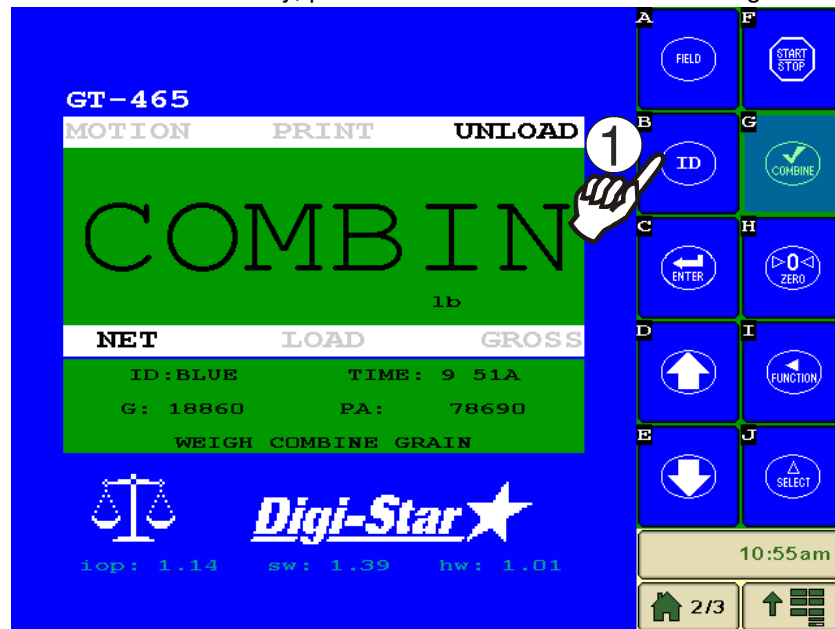 A
FIELD
F
START
STOP
GT-465
MOTION PRINT UNLOAD
1
B
ID
G
COMBINE
COMBIN
lb
C
ENTER
H
0
ZERO
NET LOAD GROSS
D
I
FUNCTION
ID:BLUE TIME: 9 51A
G: 18860 PA: 78690
WEIGH COMBINE GRAIN
E
J
SELECT
Digi-Star
iop: 1.14 sw: 1.39 hw: 1.01
10:55am
2/3